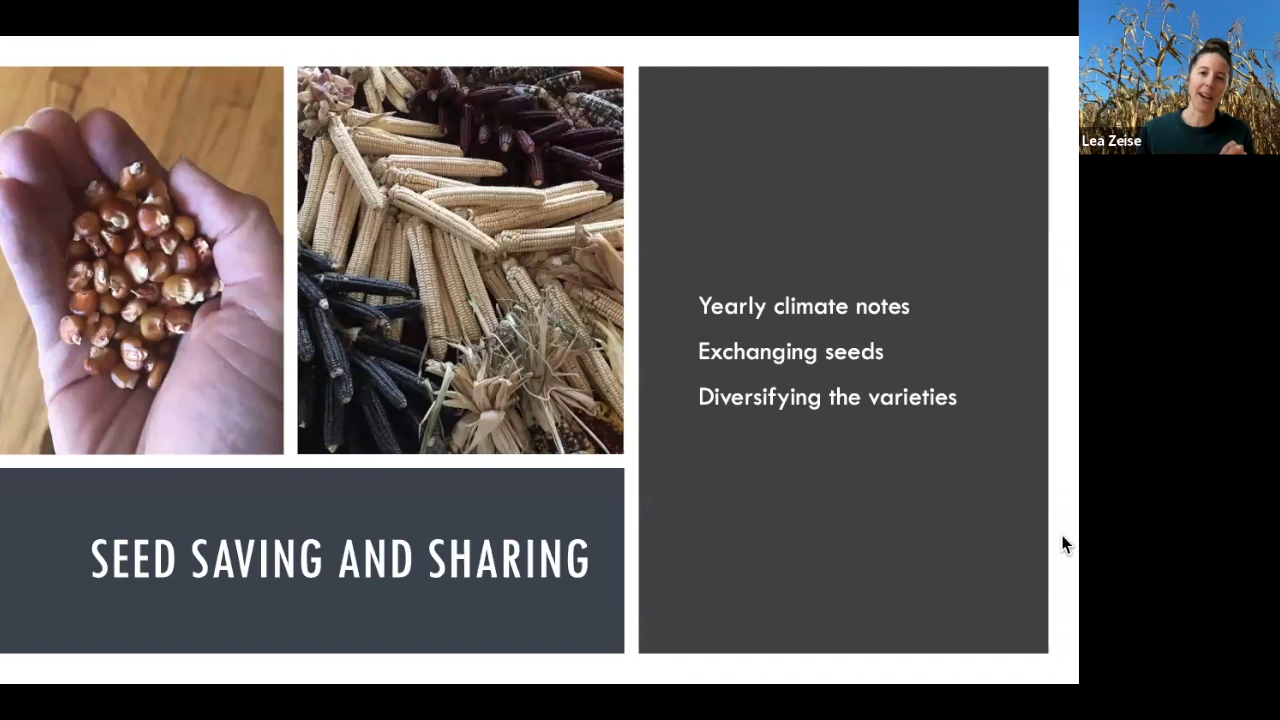 Lea Zeise
Yearly climate notes
Exchanging seeds
Diversifying the varieties
SEED SAVING AND SHARING